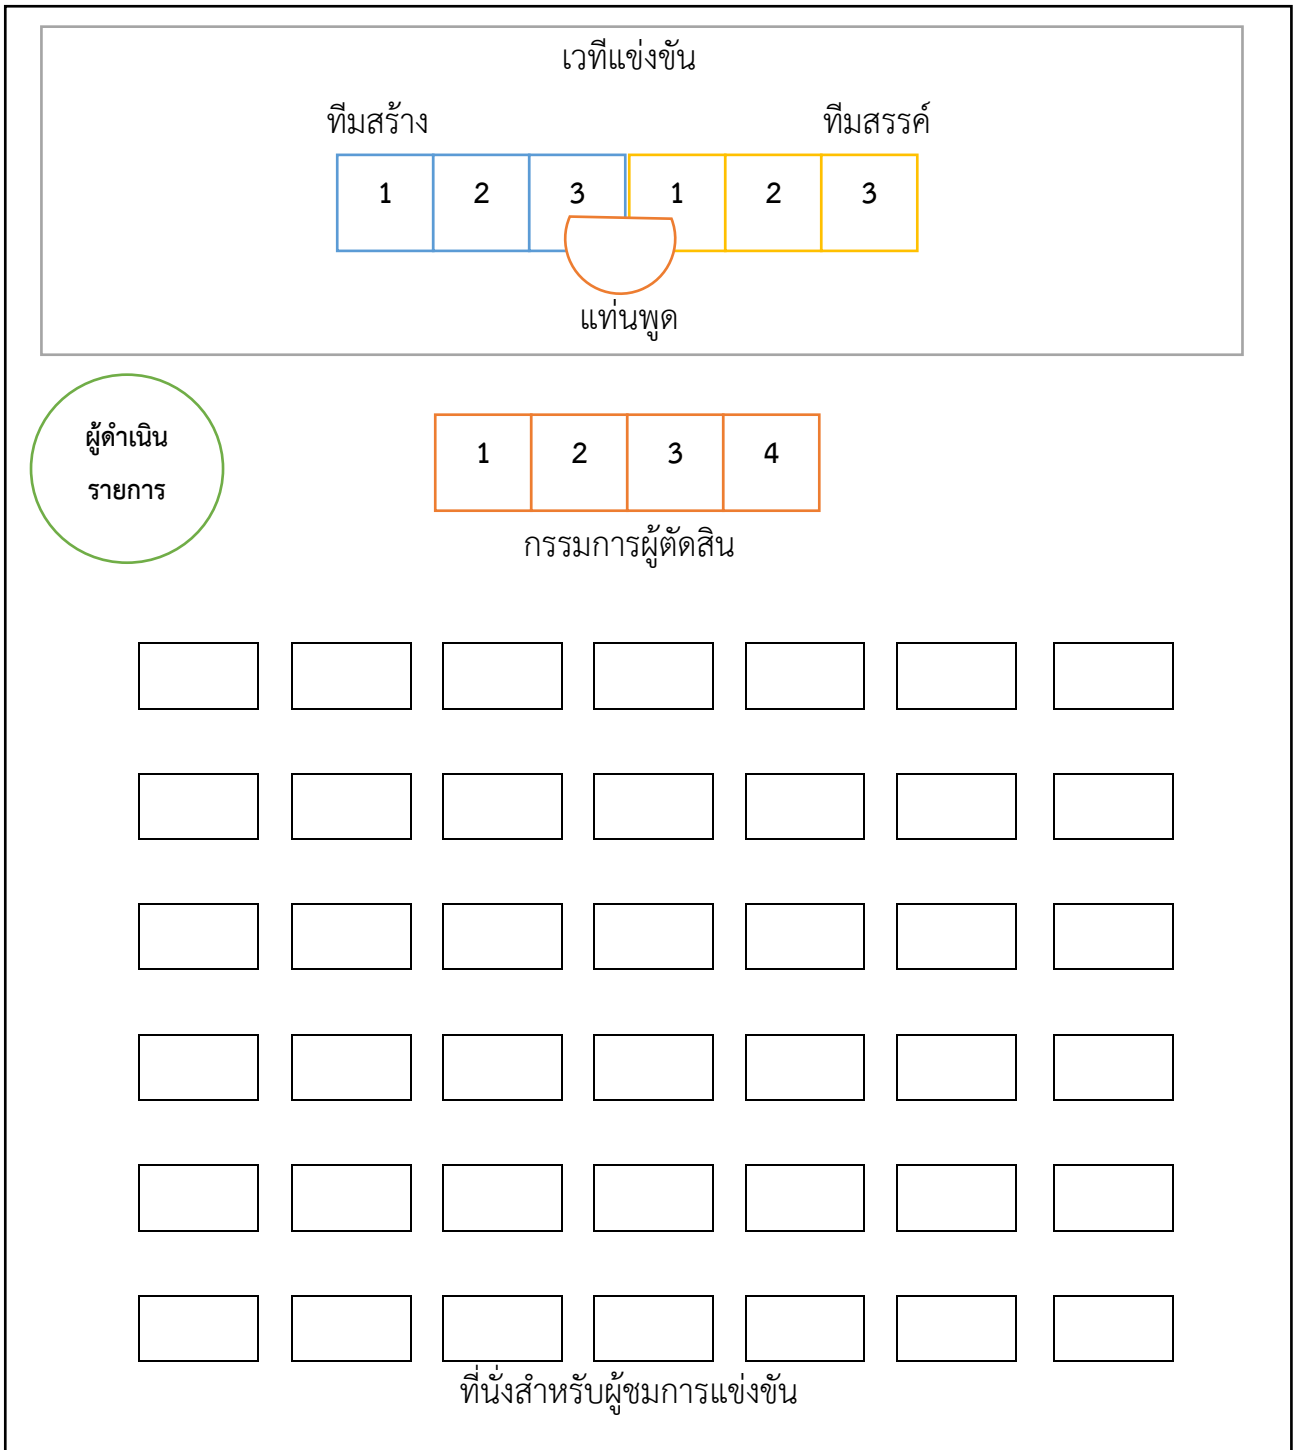 เวทีแข่งขัน
ทีมสร้าง ทีมสรรค์
1 2 3 1 2 3
แท่นพูด
ผู้ดำเนิน
รายการ
1 2 3 4
กรรมการผู้ตัดสิน
ที่นั่งสำหรับผู้ชมการแข่งขัน